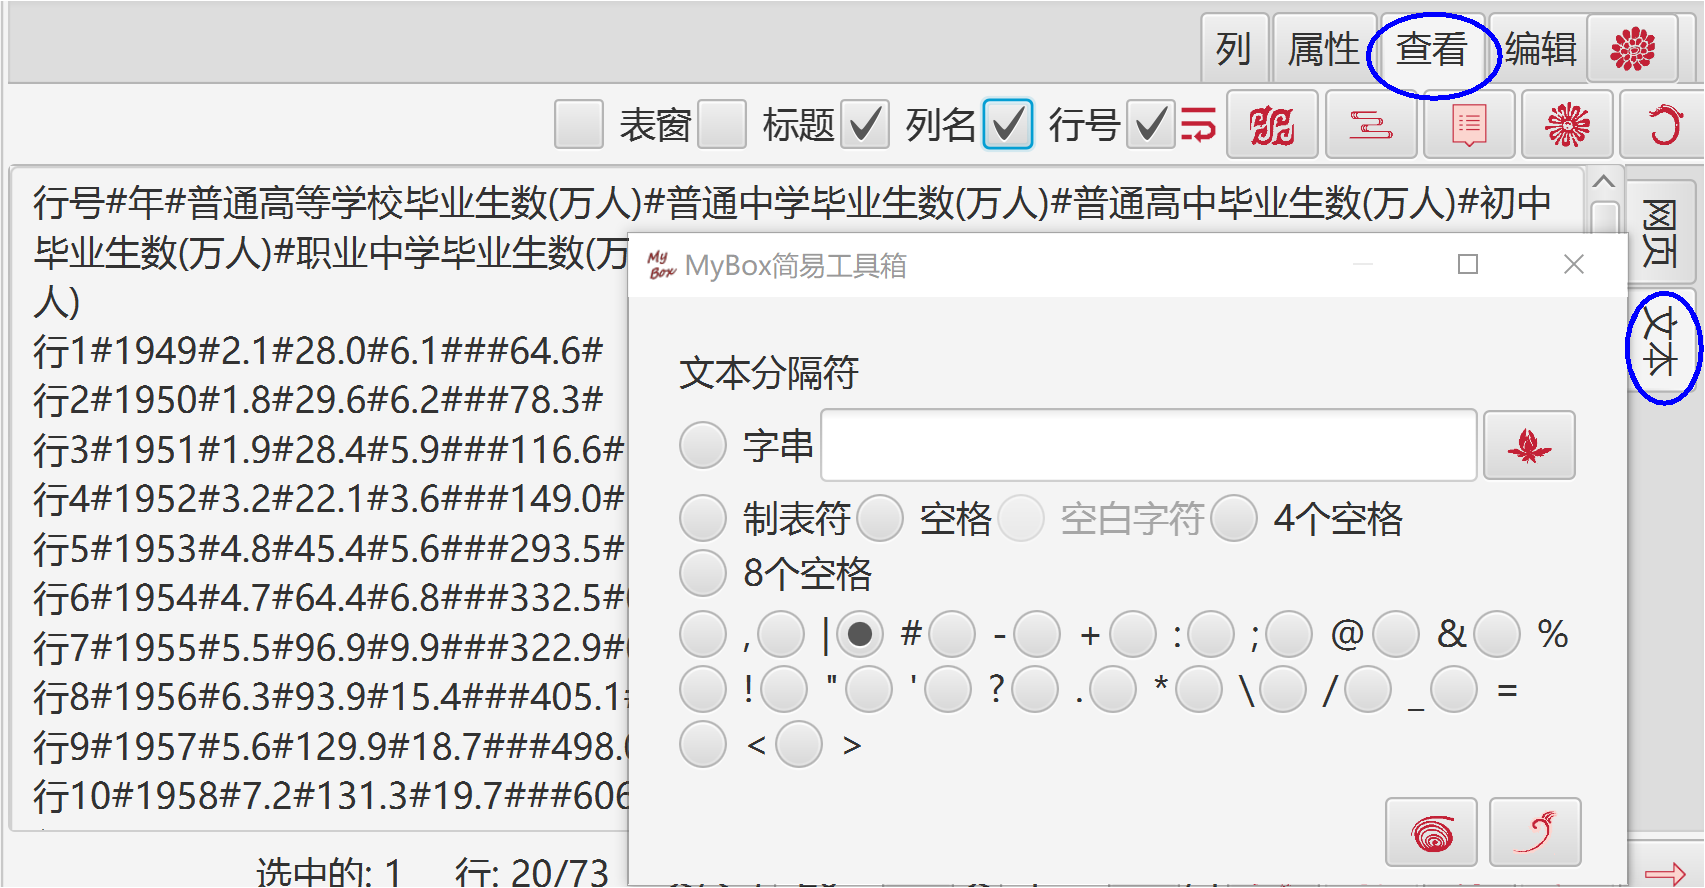 列 属性 查看 编辑
表窗 标题 列名 行号
行号#年#普通高等学校毕业生数(万人)#普通中学毕业生数(万人)#普通高中毕业生数(万人)#初中
毕业生数(万人)#职业中学毕业生数(万
人)
行1#1949#2.1#28.0#6.1###64.6#
行2#1950#1.8#29.6#6.2###78.3#
行3#1951#1.9#28.4#5.9###116.6#
行4#1952#3.2#22.1#3.6###149.0#
行5#1953#4.8#45.4#5.6###293.5#
行6#1954#4.7#64.4#6.8###332.5#
行7#1955#5.5#96.9#9.9###322.9#
行8#1956#6.3#93.9#15.4###405.1#
行9#1957#5.6#129.9#18.7###498.
行10#1958#7.2#131.3#19.7###606
选中的: 1 行: 20/73
网页
文本
My Box MyBox简易工具箱
文本分隔符
字串
制表符 空格 空白字符 4个空格
8个空格
, | # - + : ; @ & %
! " ' ? . * \ / _ =
< >